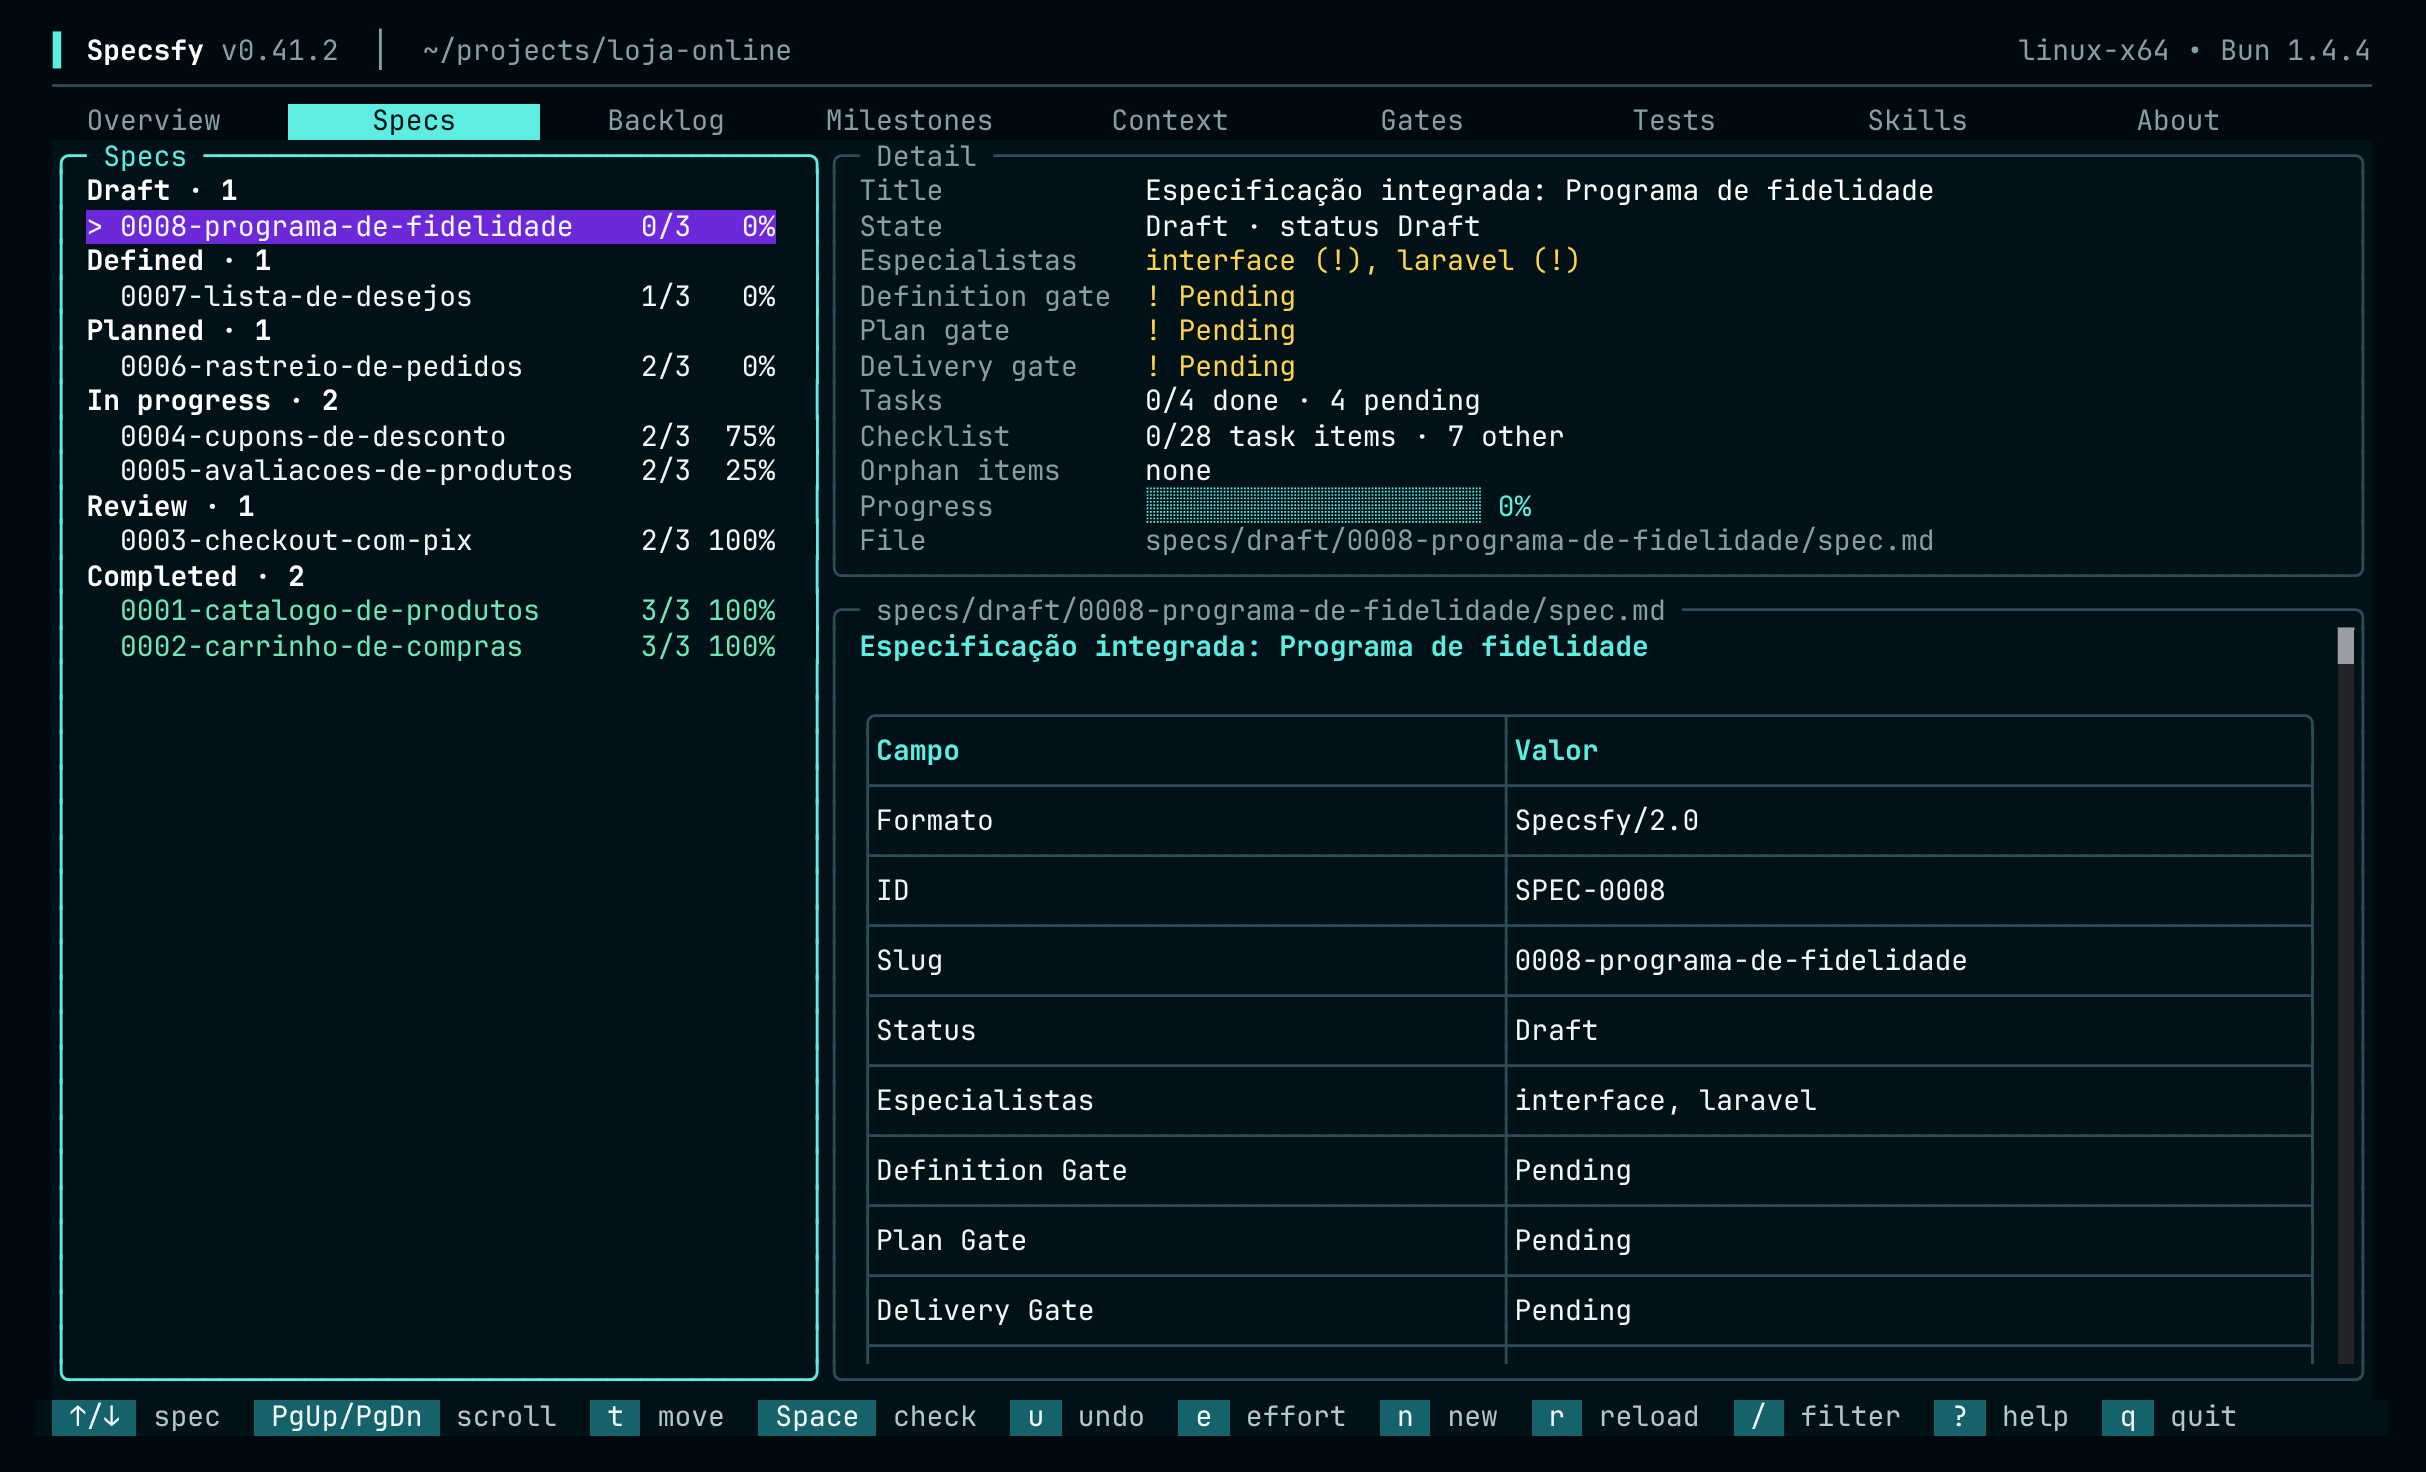 Specsfy v0.41.2 │ ~/projects/loja-online linux-x64 • Bun 1.4.4
Overview Specs Backlog Milestones Context Gates Tests Skills About
Specs
Draft · 1
> 0008-programa-de-fidelidade 0/3 0%
Defined · 1
0007-lista-de-desejos 1/3 0%
Planned · 1
0006-rastreio-de-pedidos 2/3 0%
In progress · 2
0004-cupons-de-desconto 2/3 75%
0005-avaliacoes-de-produtos 2/3 25%
Review · 1
0003-checkout-com-pix 2/3 100%
Completed · 2
0001-catalogo-de-produtos 3/3 100%
0002-carrinho-de-compras 3/3 100%
Detail
Title Especificação integrada: Programa de fidelidade
State Draft · status Draft
Especialistas interface (!), laravel (!)
Definition gate ! Pending
Plan gate ! Pending
Delivery gate ! Pending
Tasks 0/4 done · 4 pending
Checklist 0/28 task items · 7 other
Orphan items none
Progress 0%
File specs/draft/0008-programa-de-fidelidade/spec.md
specs/draft/0008-programa-de-fidelidade/spec.md
Especificação integrada: Programa de fidelidade
Campo Valor
Formato Specsfy/2.0
ID SPEC-0008
Slug 0008-programa-de-fidelidade
Status Draft
Especialistas interface, laravel
Definition Gate Pending
Plan Gate Pending
Delivery Gate Pending
↑/↓ spec PgUp/PgDn scroll t move Space check u undo e effort n new r reload / filter ? help q quit